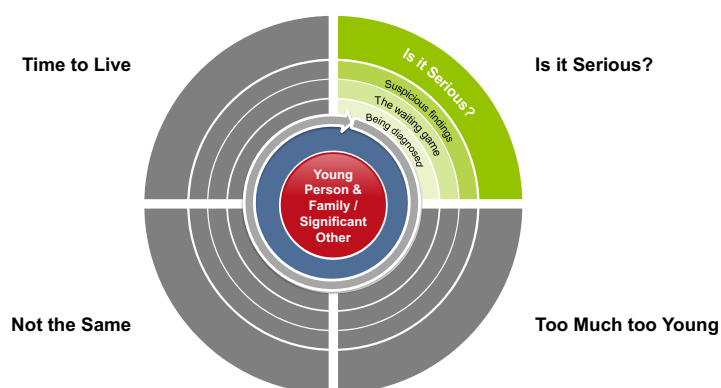 Time to Live
Is it Serious?
Is it Serious?
Suspicious findings
The waiting game
Being diagnosed
Young
Person &
Family /
Significant
Other
Not the Same
Too Much too Young